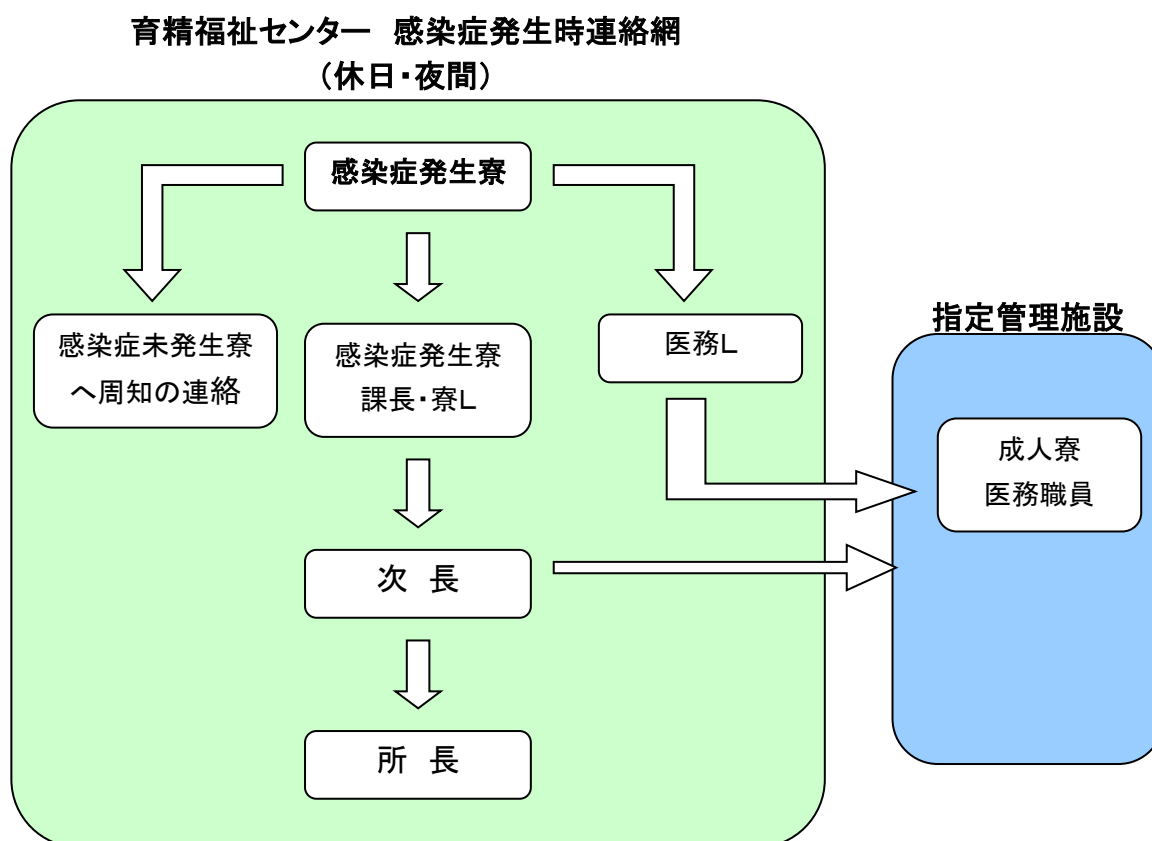 育精福祉センター 感染症発生時連絡網
（休日・夜間）
感染症発生寮
感染症未発生寮
へ周知の連絡
感染症発生寮
課長・寮L
医務L
次 長
所 長
指定管理施設
成人寮
医務職員